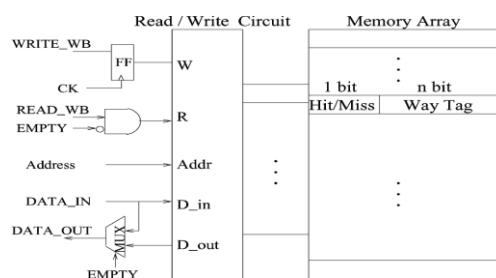 Read / Write Circuit
Memory Array
WRITE_WB
FF
W
CK
1 bit
n bit
READ_WB
Hit/Miss
Way Tag
EMPTY
R
Address
Addr
DATA_IN
D_in
DATA_OUT
MUX
D_out
EMPTY